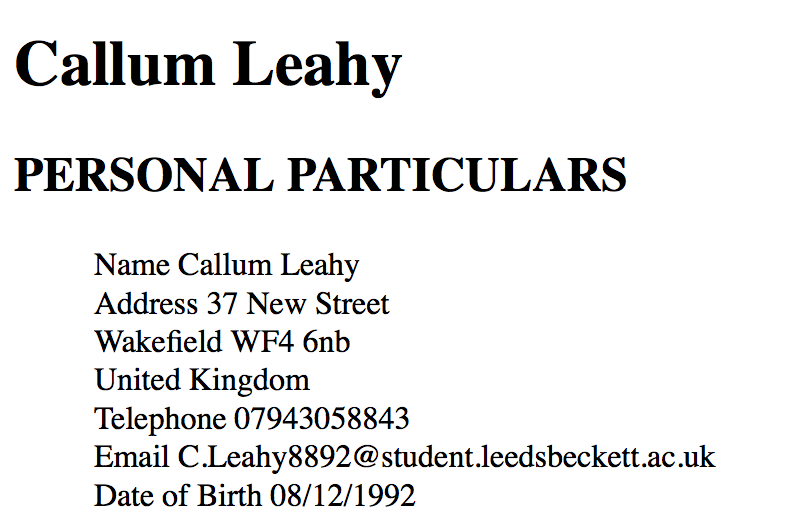 Callum Leahy
PERSONAL PARTICULARS
Name Callum Leahy
Address 37 New Street
Wakefield WF4 6nb
United Kingdom
Telephone 07943058843
Email C.Leahy8892@student.leedsbeckett.ac.uk
Date of Birth 08/12/1992